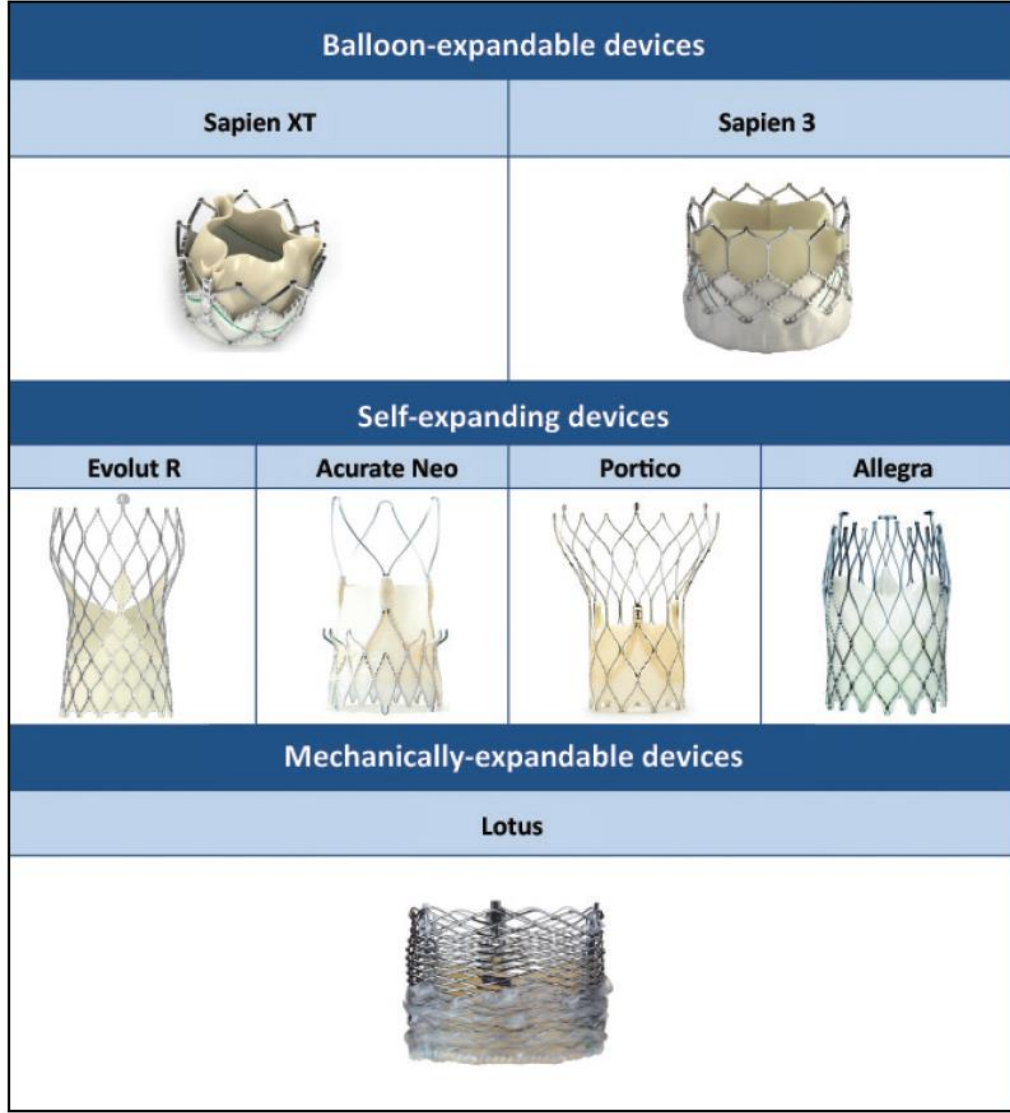 Balloon-expandable devices
Sapien XT
Sapien 3
Self-expanding devices
Evolut R
Acurate Neo
Portico
Allegra
Mechanically-expandable devices
Lotus